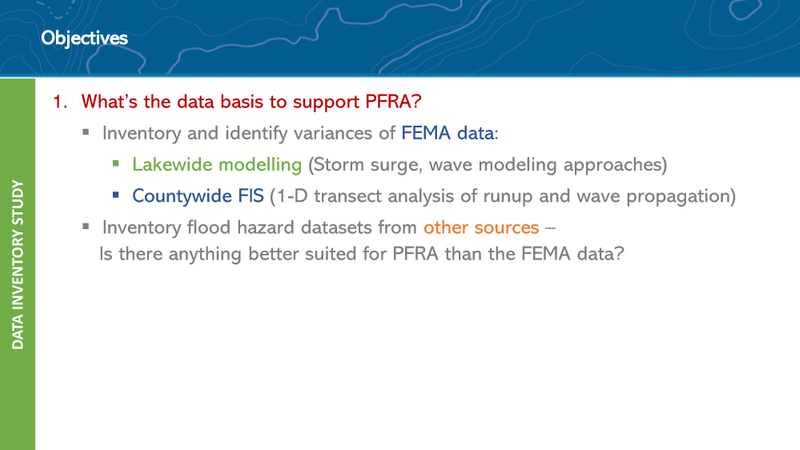 Objectives
DATA INVENTORY STUDY
1. What's the data basis to support PFRA?
▪ Inventory and identify variances of FEMA data:
▪ Lakewide modelling (Storm surge, wave modeling approaches)
▪ Countywide FIS (1-D transect analysis of runup and wave propagation)
▪ Inventory flood hazard datasets from other sources –
Is there anything better suited for PFRA than the FEMA data?